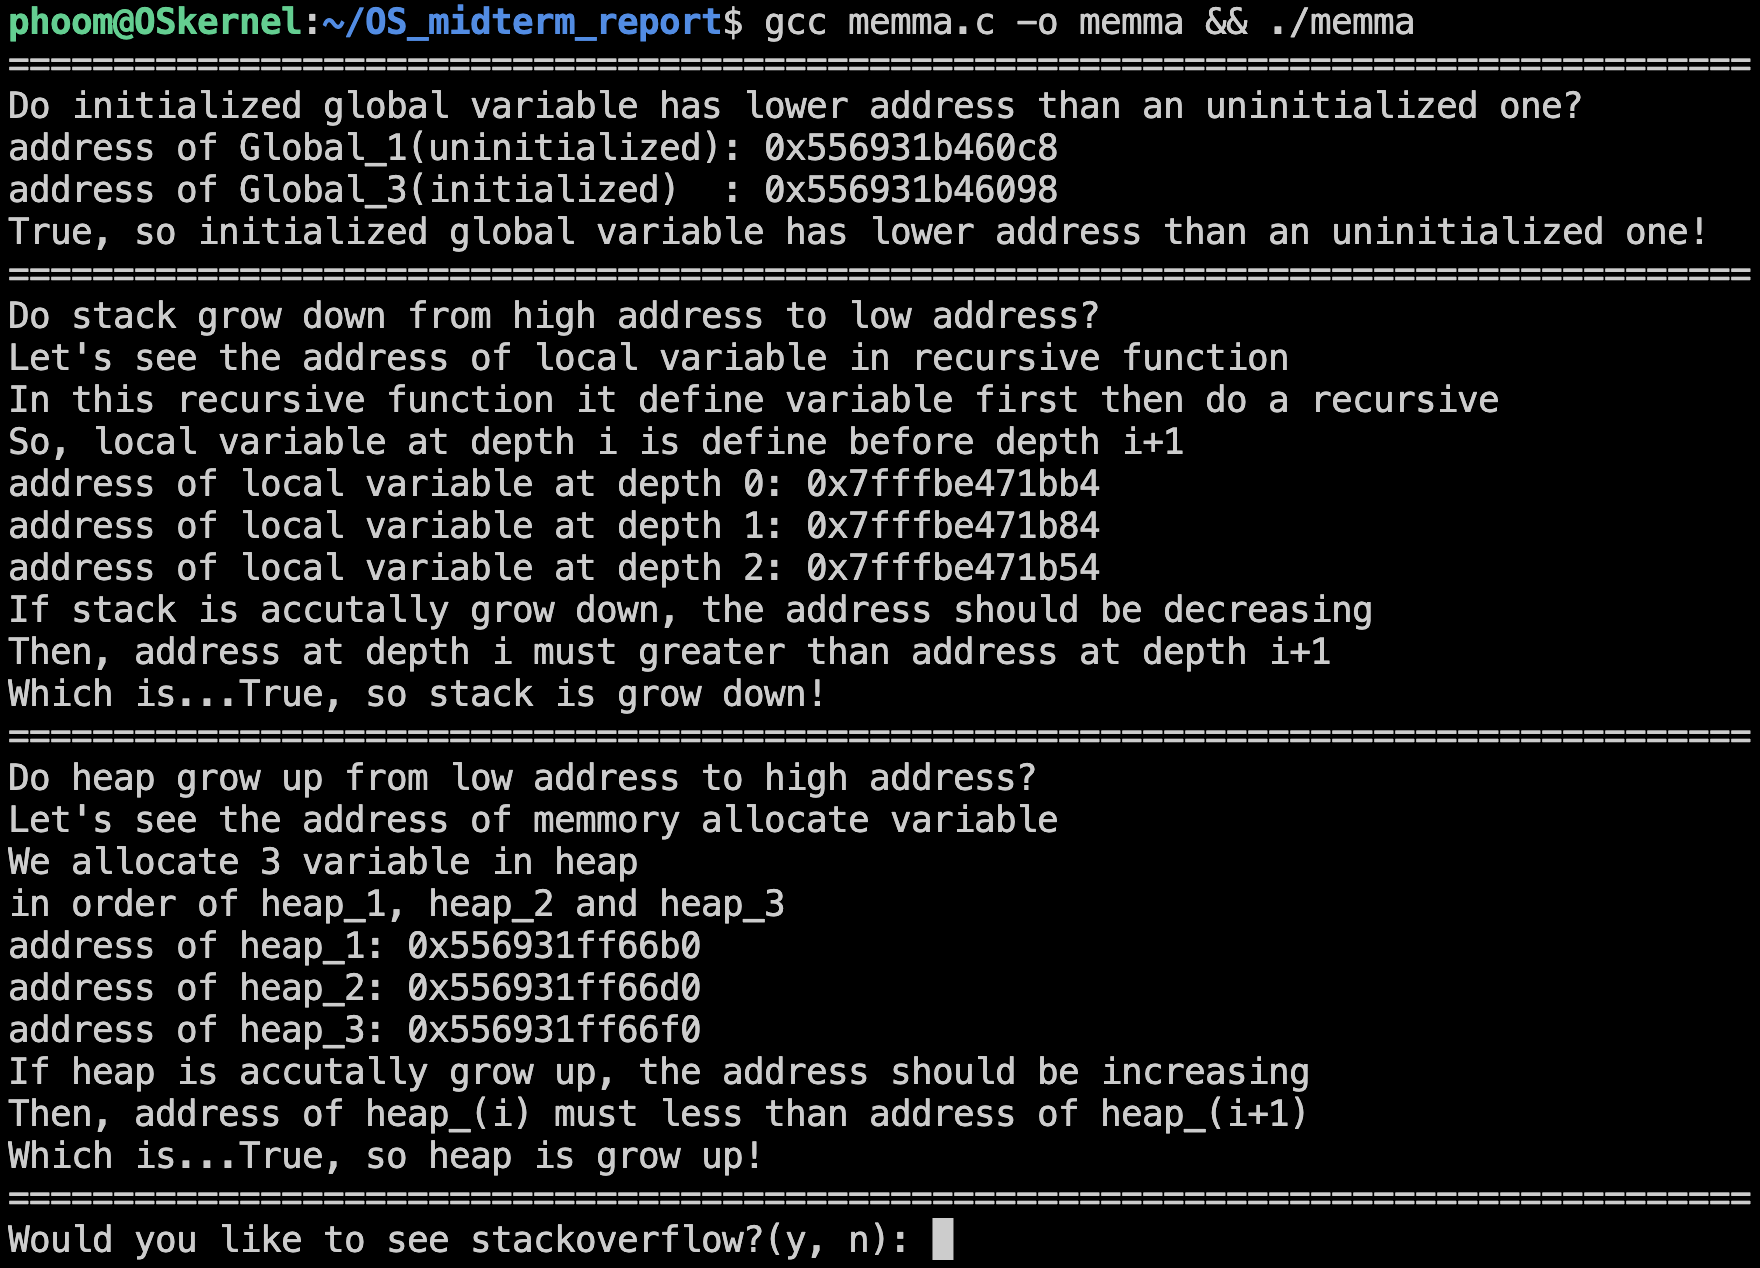 phoom@OSkernel:~/OS_midterm_report$ gcc memma.c -o memma && ./memma
===================================================================================
Do initialized global variable has lower address than an uninitialized one?
address of Global_1(uninitialized): 0x556931b460c8
address of Global_3(initialized)  : 0x556931b46098
True, so initialized global variable has lower address than an uninitialized one!
===================================================================================
Do stack grow down from high address to low address?
Let's see the address of local variable in recursive function
In this recursive function it define variable first then do a recursive
So, local variable at depth i is define before depth i+1
address of local variable at depth 0: 0x7fffbe471bb4
address of local variable at depth 1: 0x7fffbe471b84
address of local variable at depth 2: 0x7fffbe471b54
If stack is accutally grow down, the address should be decreasing
Then, address at depth i must greater than address at depth i+1
Which is...True, so stack is grow down!
===================================================================================
Do heap grow up from low address to high address?
Let's see the address of memmory allocate variable
We allocate 3 variable in heap
in order of heap_1, heap_2 and heap_3
address of heap_1: 0x556931ff66b0
address of heap_2: 0x556931ff66d0
address of heap_3: 0x556931ff66f0
If heap is accutally grow up, the address should be increasing
Then, address of heap_(i) must less than address of heap_(i+1)
Which is...True, so heap is grow up!
===================================================================================
Would you like to see stackoverflow?(y, n):